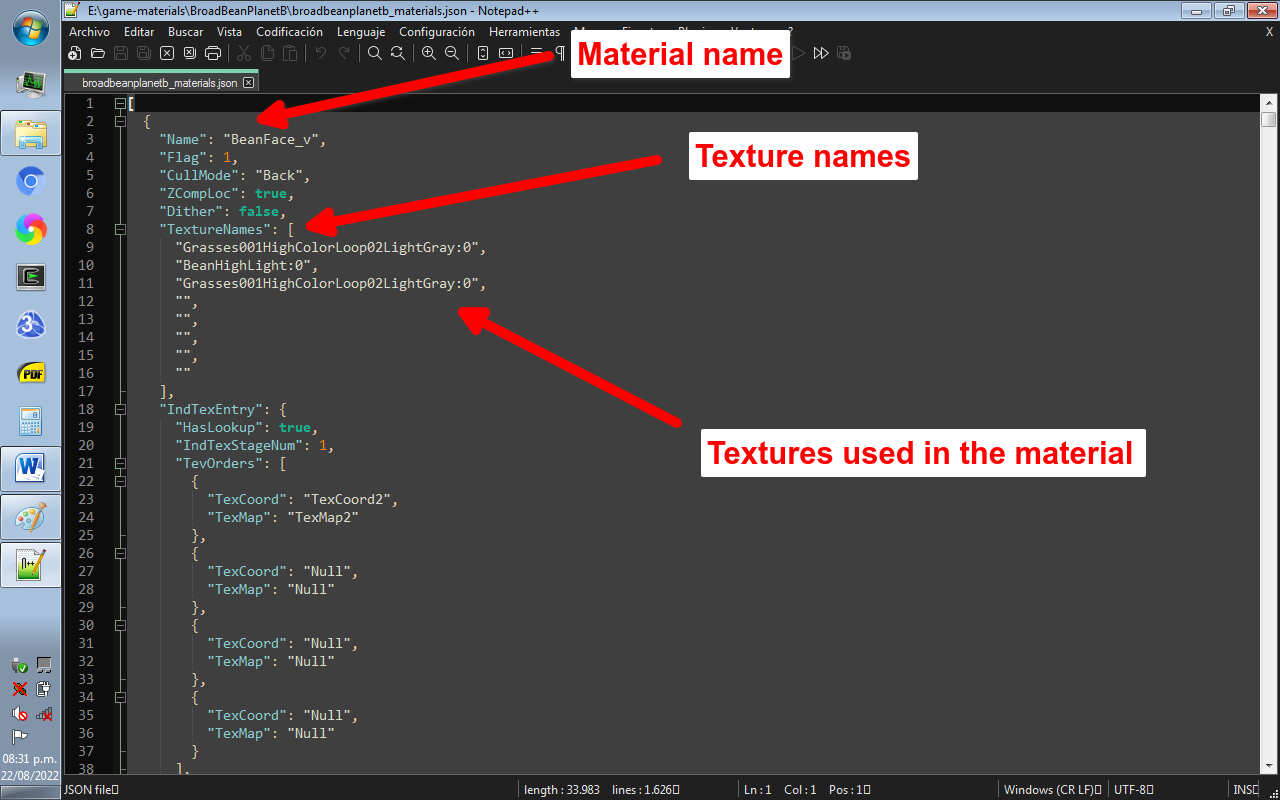 E:\game-materials\BroadBeanPlanetB\broadbeanplanetb_materials.json - Notepad++
Archivo Editar Buscar Vista Codificación Lenguaje Configuración Herramientas
X
broadbeanplanetb_materials.json
Material name
Texture names
Textures used in the material
1 [
2 {
3 "Name": "BeanFace_v",
4 "Flag": 1,
5 "CullMode": "Back",
6 "ZCompLoc": true,
7 "Dither": false,
8 "TextureNames": [
9 "Grasses001HighColorLoop02LightGray:0",
10 "BeanHighLight:0",
11 "Grasses001HighColorLoop02LightGray:0",
12 "",
13 "",
14 "",
15 "",
16 ""
17 ],
18 "IndTexEntry": {
19 "HasLookup": true,
20 "IndTexStageNum": 1,
21 "TevOrders": [
22 {
23 "TexCoord": "TexCoord2",
24 "TexMap": "TexMap2"
25 },
26 {
27 "TexCoord": "Null",
28 "TexMap": "Null"
29 },
30 {
31 "TexCoord": "Null",
32 "TexMap": "Null"
33 },
34 {
35 "TexCoord": "Null",
36 "TexMap": "Null"
37 }
38 ],
PDF
08:31 p.m.
22/08/2022
JSON file length : 33.983 lines : 1.626 Ln : 1 Col : 1 Pos : 1 Windows (CR LF) UTF-8 INS